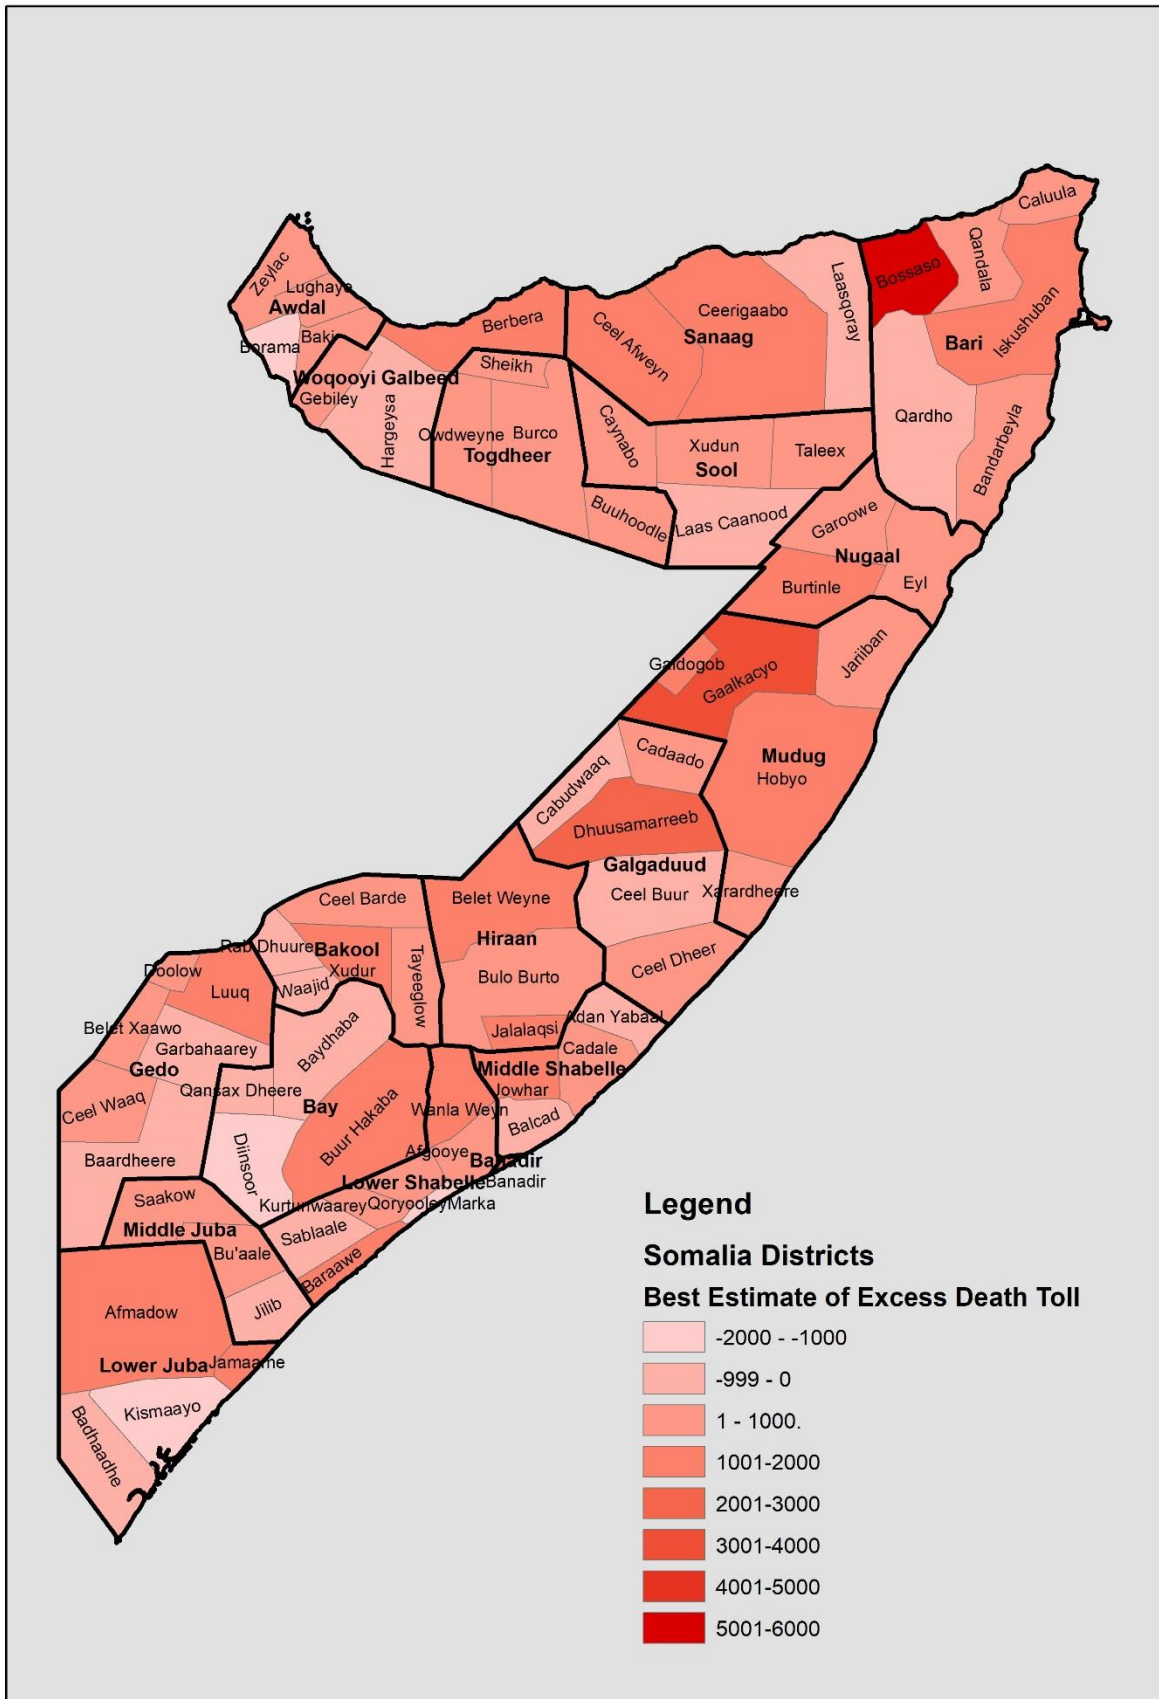 Caluula
Qandala
Bossaso
Iskushuban
Bari
Laasqoray
Ceerigaabo
Sanaag
Ceel Afweyn
Zeylac
Lughaye
Awdal
Baki
Borama
Berbera
Sheikh
Woqooyi Galbeed
Gebiley
Hargeysa
Owdweyne
Burco
Togdheer
Caynabo
Xudun
Sool
Taleex
Qardho
Bandarbeyla
Buuhoodle
Laas Caanood
Garoowe
Nugaal
Burtinle
Eyl
Galdogob
Gaalkacyo
Jariiban
Mudug
Hobyo
Cadaado
Cabudwaaq
Dhuusamarreeb
Galgaduud
Ceel Buur
Xarardheere
Ceel Barde
Belet Weyne
Hiraan
Rab Dhuure
Bakool
Xudur
Tayeeglow
Waajid
Bulo Burto
Ceel Dheer
Doolow
Luuq
Jalalaqsi
Adan Yabaal
Belet Xaawo
Garbahaarey
Baydhaba
Cadale
Middle Shabelle
Jowhar
Gedo
Qansax Dheere
Ceel Waaq
Bay
Buur Hakaba
Wanla Weyn
Balcad
Baardheere
Diinsoor
Afgooye
Banadir
Banadir
Lower Shabelle
Kurtunwaarey
Qoryooley
Marka
Saakow
Middle Juba
Sablaale
Bu'aale
Baraawe
Jilib
Afmadow
Lower Juba
Jamaame
Kismaayo
Badhaadhe
Legend
Somalia Districts
Best Estimate of Excess Death Toll
-2000 - -1000
-999 - 0
1 - 1000.
1001-2000
2001-3000
3001-4000
4001-5000
5001-6000